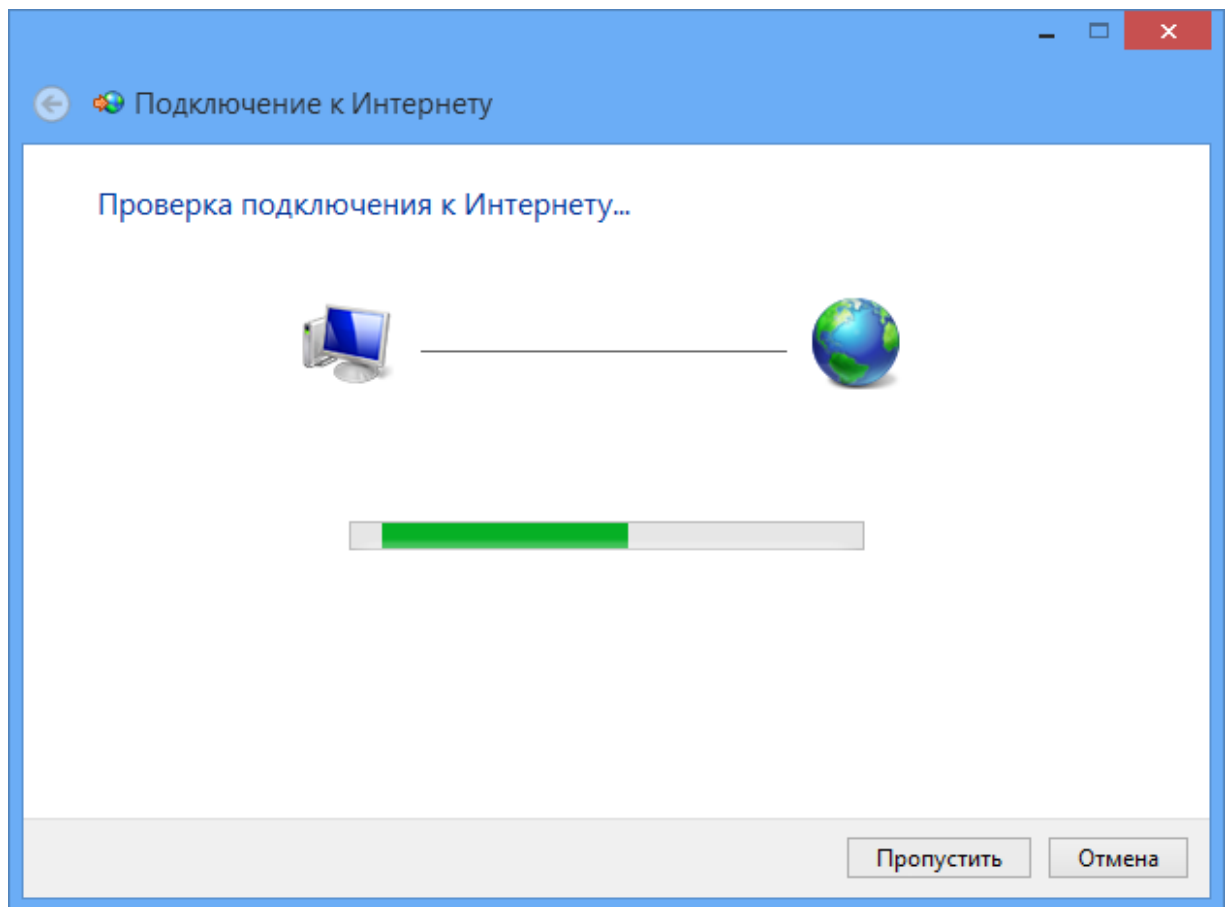 Подключение к Интернету
Проверка подключения к Интернету...
Пропустить
Отмена